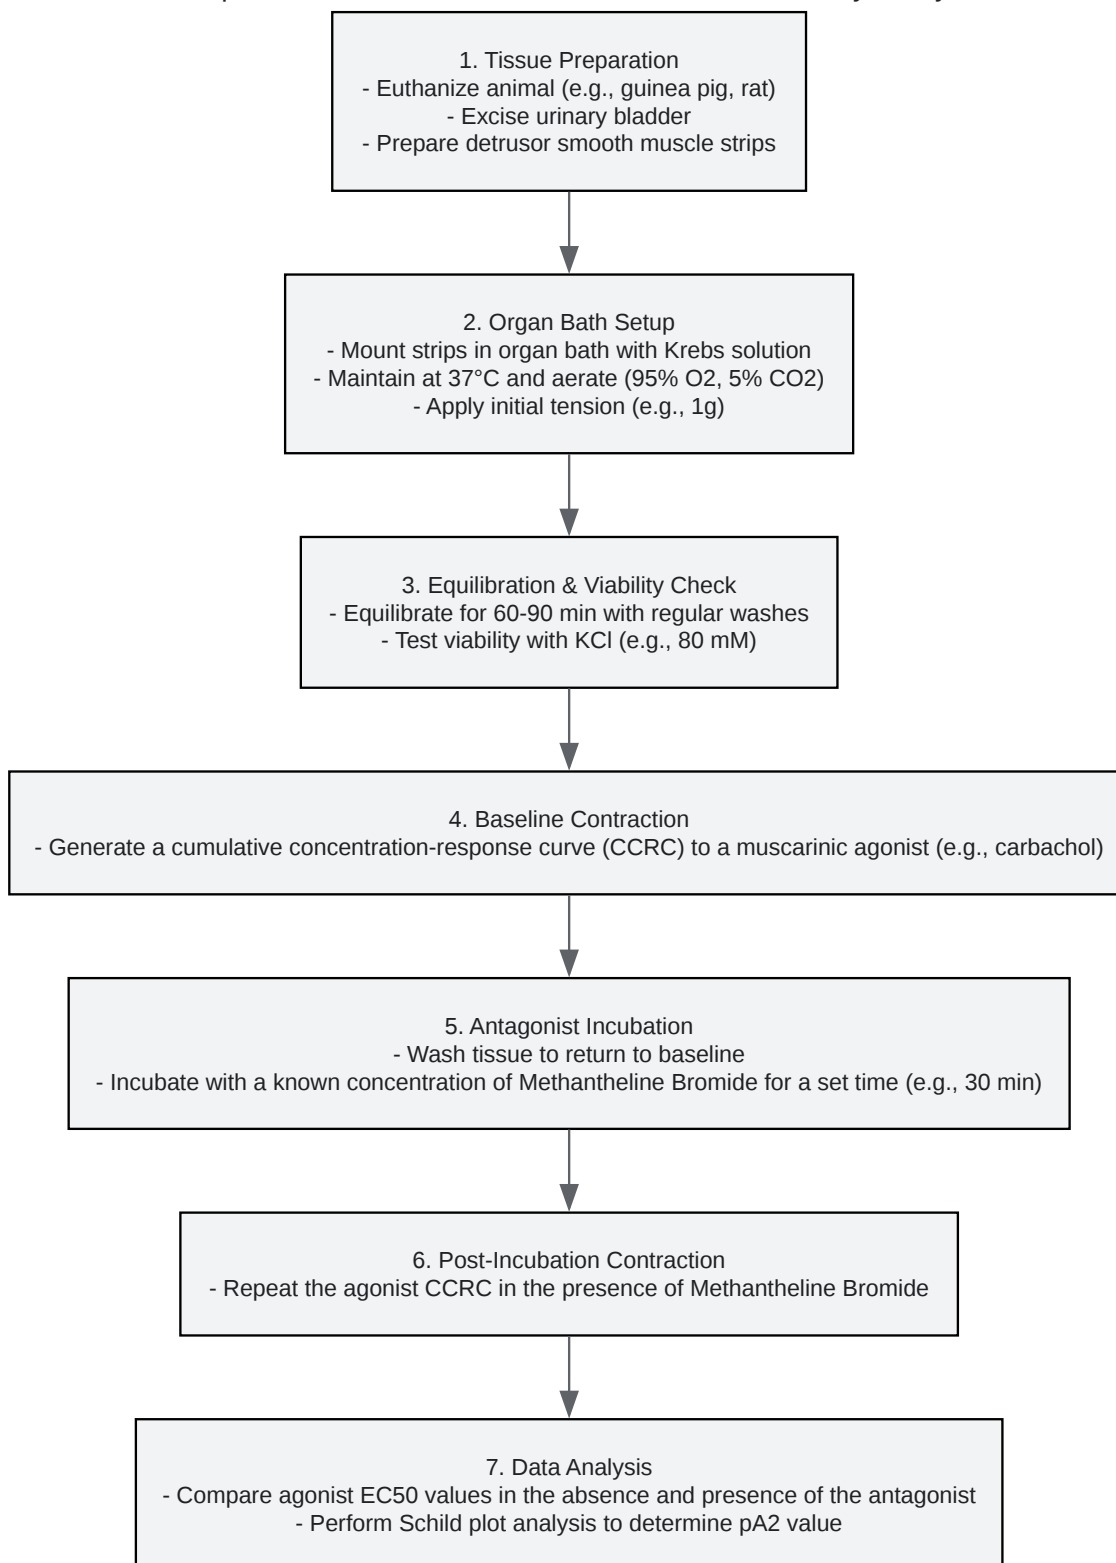 1. Tissue Preparation
- Euthanize animal (e.g., guinea pig, rat)
- Excise urinary bladder
- Prepare detrusor smooth muscle strips
2. Organ Bath Setup
- Mount strips in organ bath with Krebs solution
- Maintain at 37°C and aerate (95% O2, 5% CO2)
- Apply initial tension (e.g., 1g)
3. Equilibration & Viability Check
- Equilibrate for 60-90 min with regular washes
- Test viability with KCl (e.g., 80 mM)
4. Baseline Contraction
- Generate a cumulative concentration-response curve (CCRC) to a muscarinic agonist (e.g., carbachol)
5. Antagonist Incubation
- Wash tissue to return to baseline
- Incubate with a known concentration of Methantheline Bromide for a set time (e.g., 30 min)
6. Post-Incubation Contraction
- Repeat the agonist CCRC in the presence of Methantheline Bromide
7. Data Analysis
- Compare agonist EC50 values in the absence and presence of the antagonist
- Perform Schild plot analysis to determine pA2 value